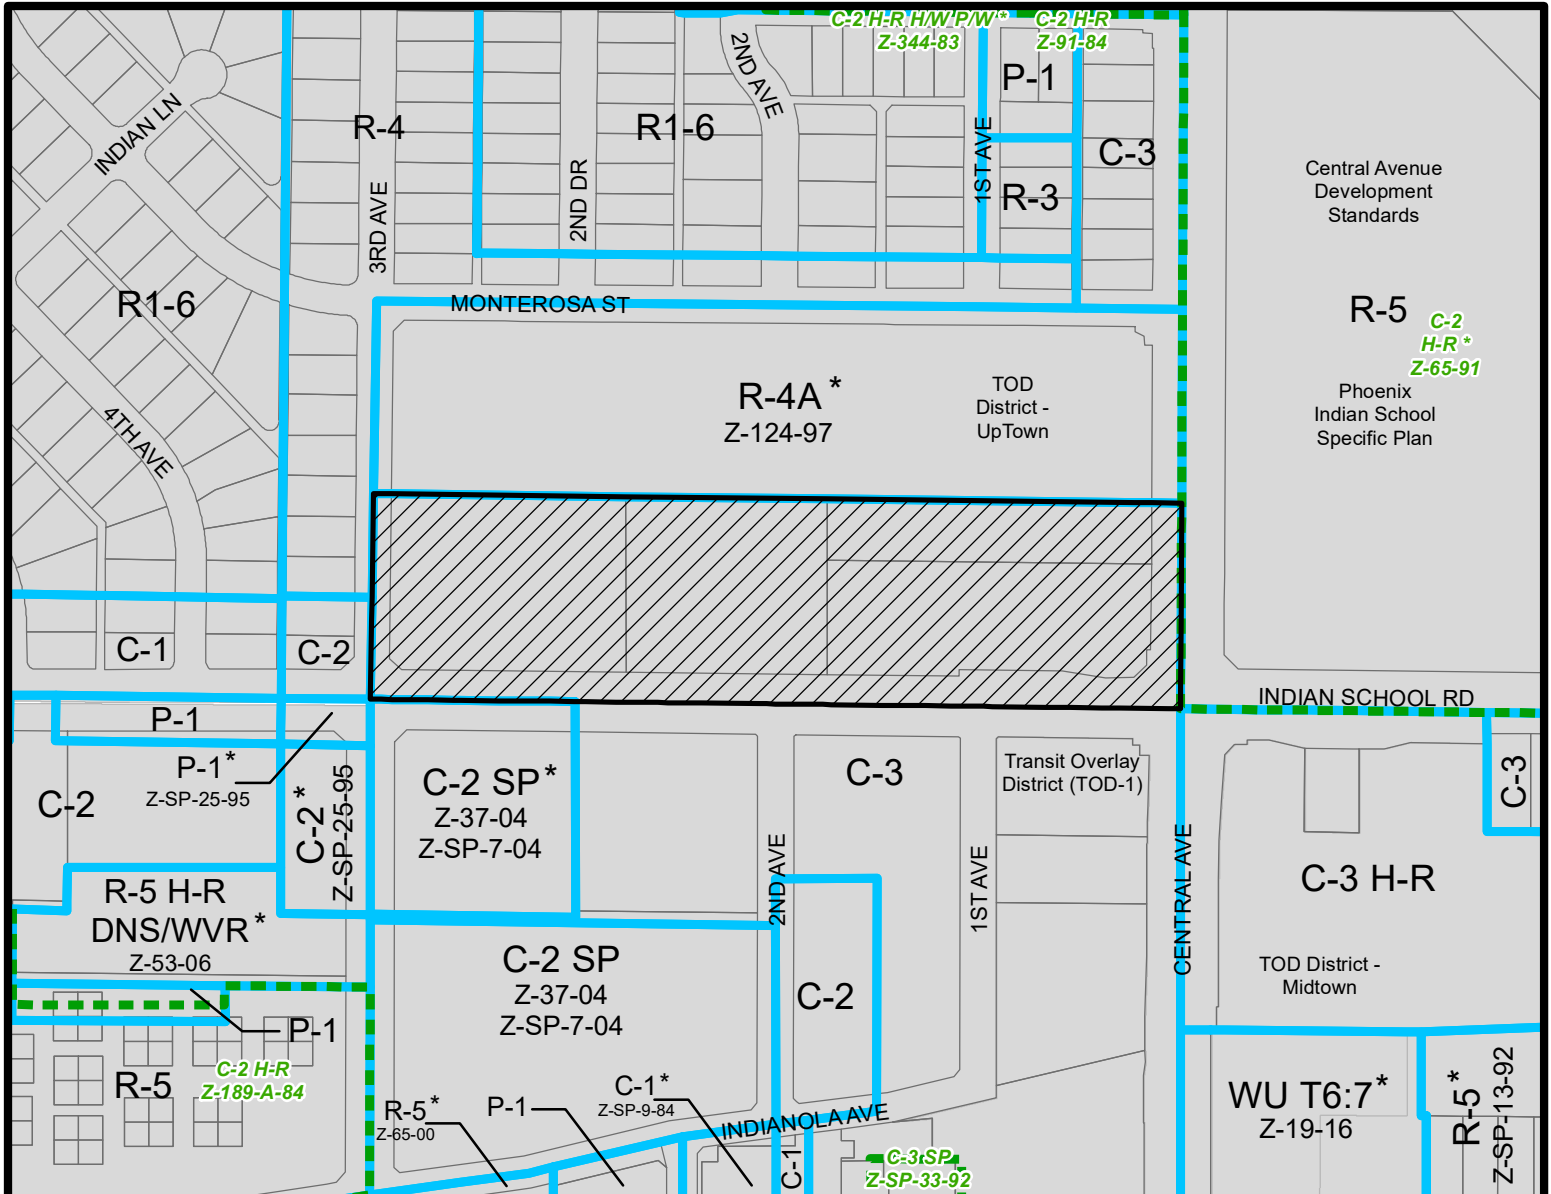 C-2 H-R H/W P/W *
Z-344-83
C-2 H-R
Z-91-84
P-1
INDIAN LN
R-4
R1-6
2ND AVE
1ST AVE
C-3
R-3
3RD AVE
2ND DR
Central Avenue
Development
Standards
R1-6
MONTEROSA ST
R-5
C-2
H-R *
Z-65-91
Phoenix
Indian School
Specific Plan
R-4A *
Z-124-97
TOD
District -
UpTown
4TH AVE
C-1
C-2
INDIAN SCHOOL RD
P-1
P-1*
Z-SP-25-95
C-2
C-2 *
Z-SP-25-95
C-2 SP*
Z-37-04
Z-SP-7-04
C-3
Transit Overlay
District (TOD-1)
C-3
2ND AVE
1ST AVE
CENTRAL AVE
C-3 H-R
R-5 H-R
DNS/WVR *
Z-53-06
C-2 SP
Z-37-04
Z-SP-7-04
C-2
TOD District -
Midtown
P-1
R-5
C-2 H-R
Z-189-A-84
R-5 *
Z-65-00
P-1
C-1*
Z-SP-9-84
INDIANOLA AVE
C-1
C-3 SP
Z-SP-33-92
WU T6:7*
Z-19-16
R-5 *
Z-SP-13-92